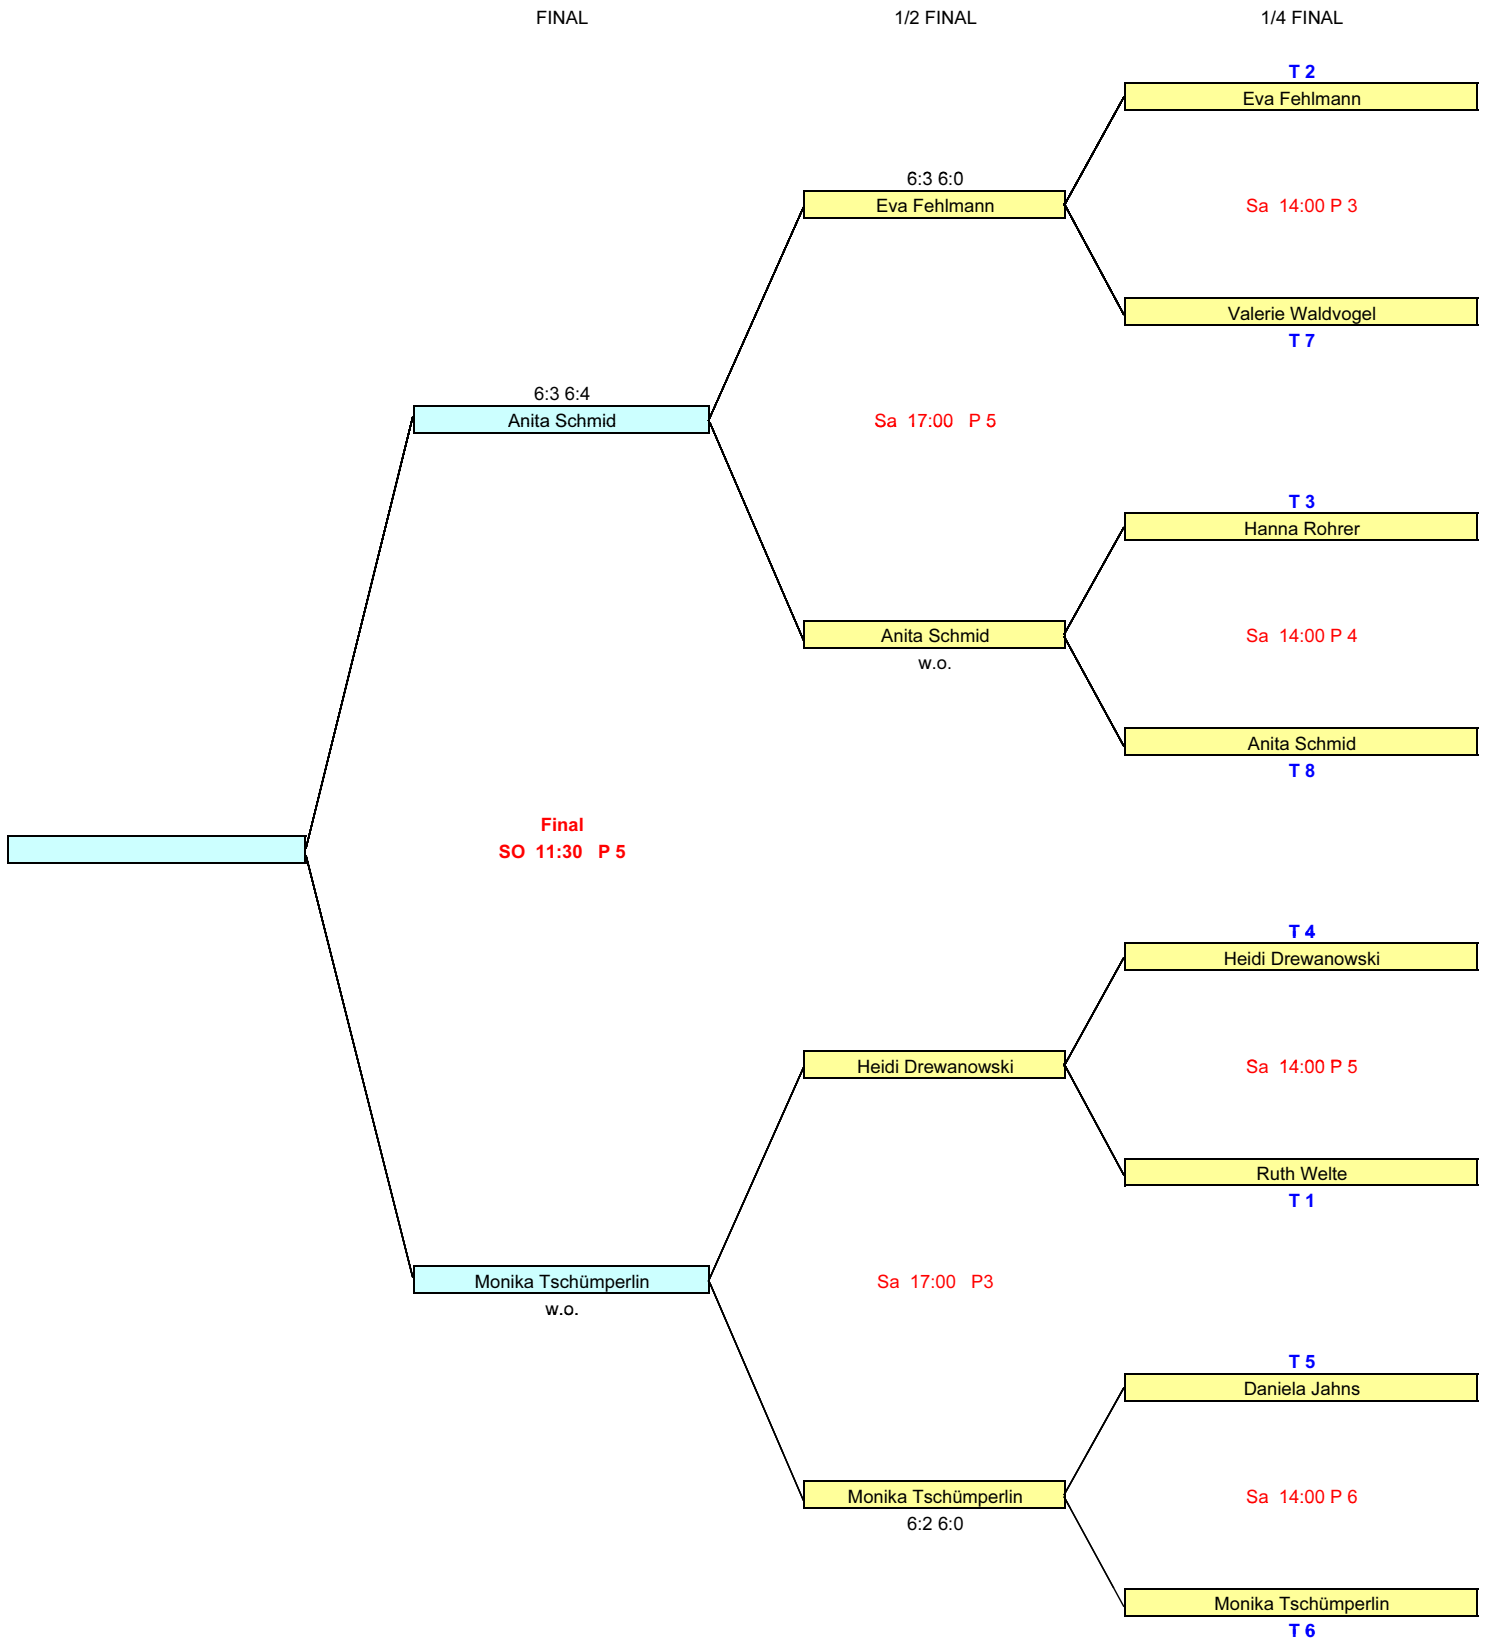 FINAL 1/2 FINAL 1/4 FINAL
T 2
Eva Fehlmann
6:3 6:0
Eva Fehlmann
Sa 14:00 P 3
Valerie Waldvogel
T 7
6:3 6:4
Anita Schmid
Sa 17:00 P 5
T 3
Hanna Rohrer
Anita Schmid
Sa 14:00 P 4
w.o.
Anita Schmid
T 8
Final
SO 11:30 P 5
T 4
Heidi Drewanowski
Heidi Drewanowski
Sa 14:00 P 5
Ruth Welte
T 1
Monika Tschümperlin
Sa 17:00 P3
w.o.
T 5
Daniela Jahns
Monika Tschümperlin
Sa 14:00 P 6
6:2 6:0
Monika Tschümperlin
T 6